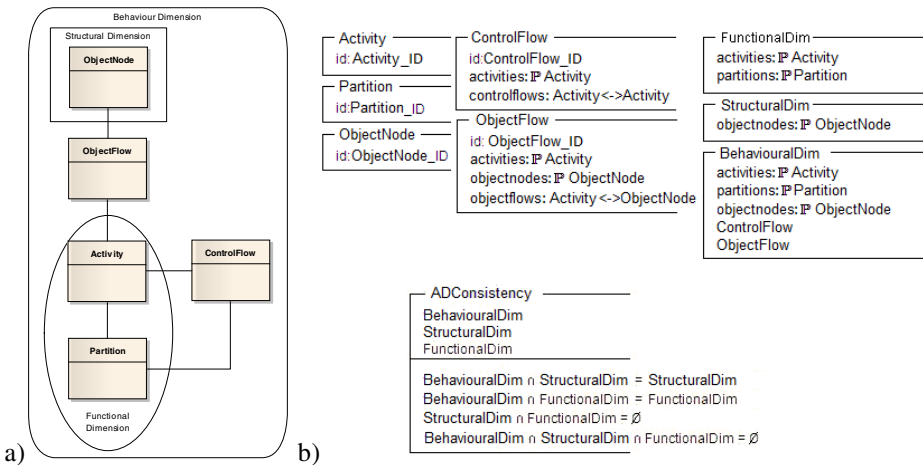 Behaviour Dimension
Structural Dimension
ObjectNode
ObjectFlow
Activity
ControlFlow
Partition
Functional
Dimension
a)
Activity
id:Activity_ID
Partition
id:Partition_ID
ObjectNode
id:ObjectNode_ID
ControlFlow
id:ControlFlow_ID
activities: ℙ Activity
controlflows: Activity<->Activity
ObjectFlow
id: ObjectFlow_ID
activities: ℙ Activity
objectnodes: ℙ ObjectNode
objectflows: Activity<->ObjectNode
FunctionalDim
activities: ℙ Activity
partitions: ℙ Partition
StructuralDim
objectnodes: ℙ ObjectNode
BehaviouralDim
activities: ℙ Activity
partitions: ℙ Partition
objectnodes: ℙ ObjectNode
ControlFlow
ObjectFlow
ADConsistency
BehaviouralDim
StructuralDim
FunctionalDim
BehaviouralDim ∩ StructuralDim = StructuralDim
BehaviouralDim ∩ FunctionalDim = FunctionalDim
StructuralDim ∩ FunctionalDim = Ø
BehaviouralDim ∩ StructuralDim ∩ FunctionalDim = Ø
b)